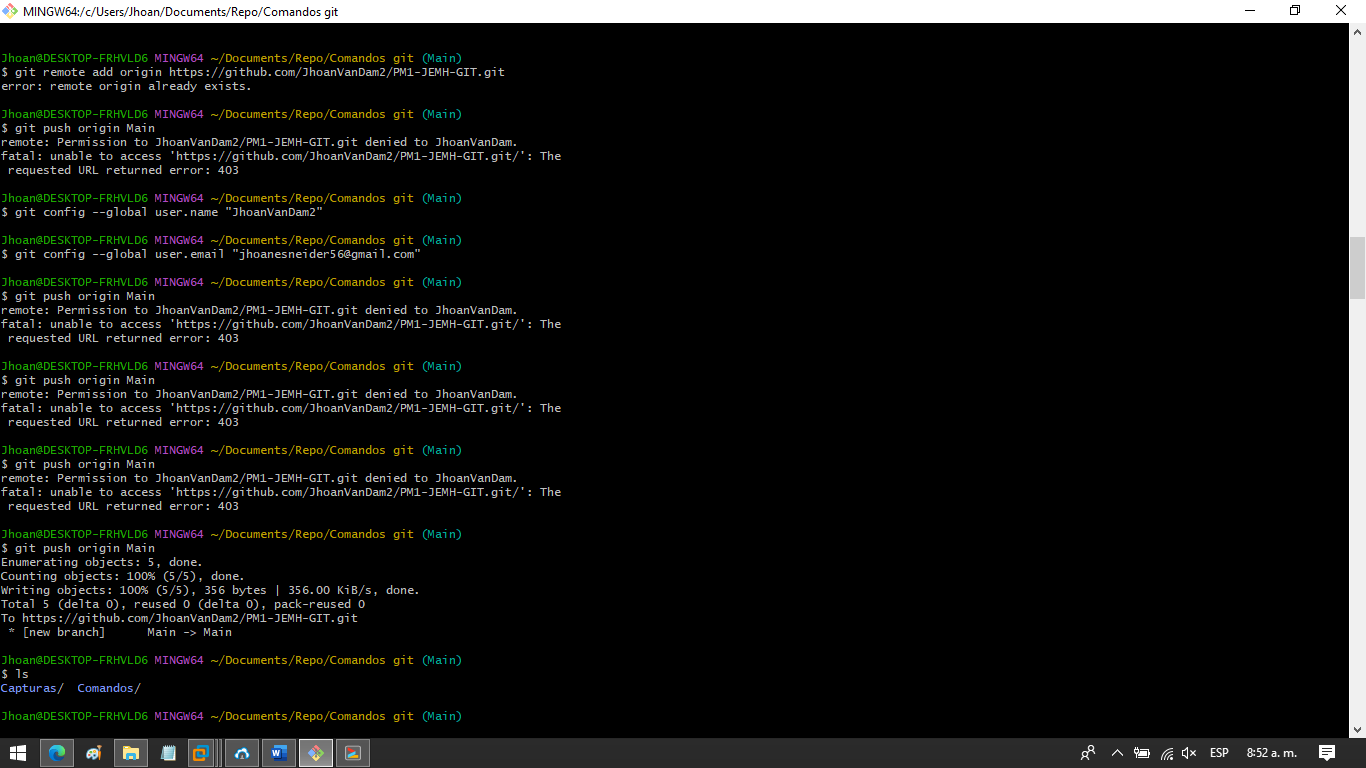 MINGW64:/c/Users/Jhoan/Documents/Repo/Comandos git
Jhoan@DESKTOP-FRHVLD6 MINGW64 ~/Documents/Repo/Comandos git (Main)
$ git remote add origin https://github.com/JhoanVanDam2/PM1-JEMH-GIT.git
error: remote origin already exists.
Jhoan@DESKTOP-FRHVLD6 MINGW64 ~/Documents/Repo/Comandos git (Main)
$ git push origin Main
remote: Permission to JhoanVanDam2/PM1-JEMH-GIT.git denied to JhoanVanDam.
fatal: unable to access 'https://github.com/JhoanVanDam2/PM1-JEMH-GIT.git/': The
 requested URL returned error: 403
Jhoan@DESKTOP-FRHVLD6 MINGW64 ~/Documents/Repo/Comandos git (Main)
$ git config --global user.name "JhoanVanDam2"
Jhoan@DESKTOP-FRHVLD6 MINGW64 ~/Documents/Repo/Comandos git (Main)
$ git config --global user.email "jhoanesneider56@gmail.com"
Jhoan@DESKTOP-FRHVLD6 MINGW64 ~/Documents/Repo/Comandos git (Main)
$ git push origin Main
remote: Permission to JhoanVanDam2/PM1-JEMH-GIT.git denied to JhoanVanDam.
fatal: unable to access 'https://github.com/JhoanVanDam2/PM1-JEMH-GIT.git/': The
 requested URL returned error: 403
Jhoan@DESKTOP-FRHVLD6 MINGW64 ~/Documents/Repo/Comandos git (Main)
$ git push origin Main
remote: Permission to JhoanVanDam2/PM1-JEMH-GIT.git denied to JhoanVanDam.
fatal: unable to access 'https://github.com/JhoanVanDam2/PM1-JEMH-GIT.git/': The
 requested URL returned error: 403
Jhoan@DESKTOP-FRHVLD6 MINGW64 ~/Documents/Repo/Comandos git (Main)
$ git push origin Main
remote: Permission to JhoanVanDam2/PM1-JEMH-GIT.git denied to JhoanVanDam.
fatal: unable to access 'https://github.com/JhoanVanDam2/PM1-JEMH-GIT.git/': The
 requested URL returned error: 403
Jhoan@DESKTOP-FRHVLD6 MINGW64 ~/Documents/Repo/Comandos git (Main)
$ git push origin Main
Enumerating objects: 5, done.
Counting objects: 100% (5/5), done.
Writing objects: 100% (5/5), 356 bytes | 356.00 KiB/s, done.
Total 5 (delta 0), reused 0 (delta 0), pack-reused 0
To https://github.com/JhoanVanDam2/PM1-JEMH-GIT.git
 * [new branch]      Main -> Main
Jhoan@DESKTOP-FRHVLD6 MINGW64 ~/Documents/Repo/Comandos git (Main)
$ ls
Capturas/  Comandos/
Jhoan@DESKTOP-FRHVLD6 MINGW64 ~/Documents/Repo/Comandos git (Main)
ESP 8:52 a. m.